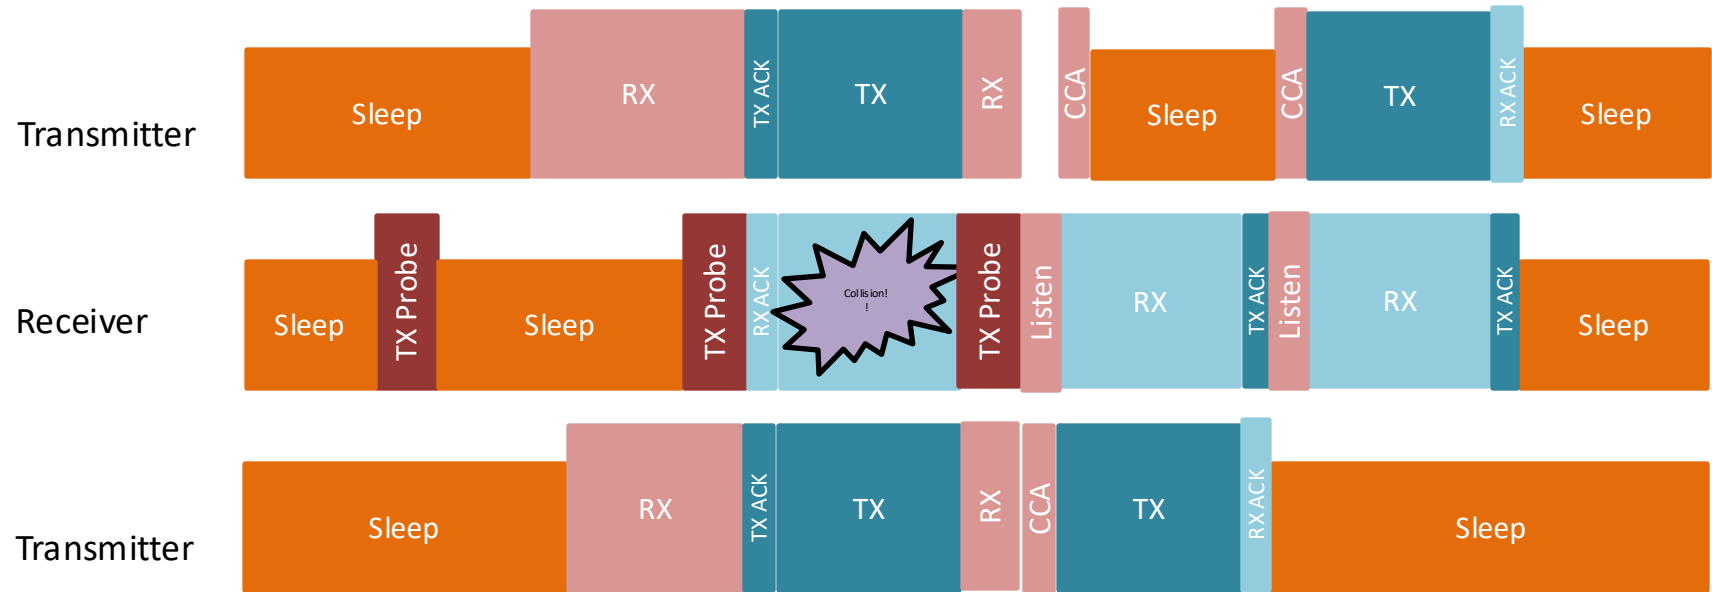 Transmitter
Sleep
RX
TX ACK
TX
RX
CCA
Sleep
CCA
TX
RX ACK
Sleep
Receiver
Sleep
TX Probe
Sleep
TX Probe
RX ACK
Collision!
!
TX Probe
Listen
RX
TX ACK
Listen
RX
TX ACK
Sleep
Transmitter
Sleep
RX
TX ACK
TX
RX
CCA
TX
RX ACK
Sleep